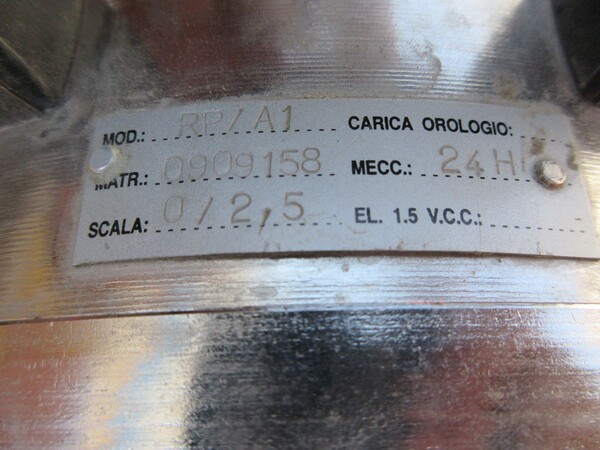 MOD.: RP/A1 CARICA OROLOGIO:
MATR.: 0909158 MECC.: 24H
SCALA: 0/2,5 EL. 1.5 V.C.C.: -